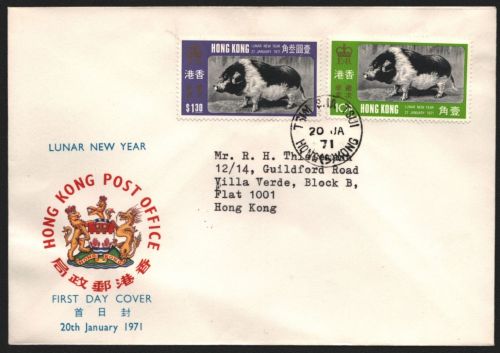 HONG KONG
LUNAR NEW YEAR
27 JANUARY 1971
壹圓叁角
香港
$1.30
香港
10¢
HONG KONG
LUNAR NEW YEAR
27 JANUARY 1971
壹角
20 JA
71
HONG KONG
LUNAR NEW YEAR
Mr. R. H.
12/14, Guildford Road
Villa Verde, Block B,
Flat 1001
Hong Kong
HONG KONG POST OFFICE
香港郵政局
FIRST DAY COVER
首日封
20th January 1971